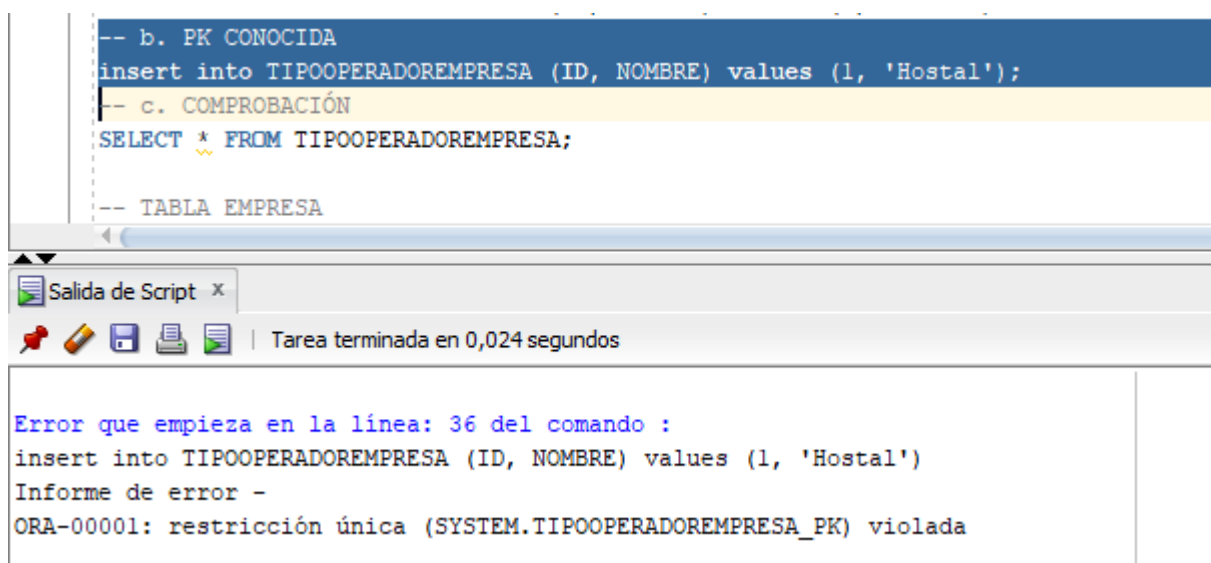 -- b. PK CONOCIDA
insert into TIPOOPERADOREMPRESA (ID, NOMBRE) values (1, 'Hostal');
-- c. COMPROBACIÓN
SELECT * FROM TIPOOPERADOREMPRESA;
-- TABLA EMPRESA
Salida de Script x
Tarea terminada en 0,024 segundos
Error que empieza en la línea: 36 del comando :
insert into TIPOOPERADOREMPRESA (ID, NOMBRE) values (1, 'Hostal')
Informe de error -
ORA-00001: restricción única (SYSTEM.TIPOOPERADOREMPRESA_PK) violada